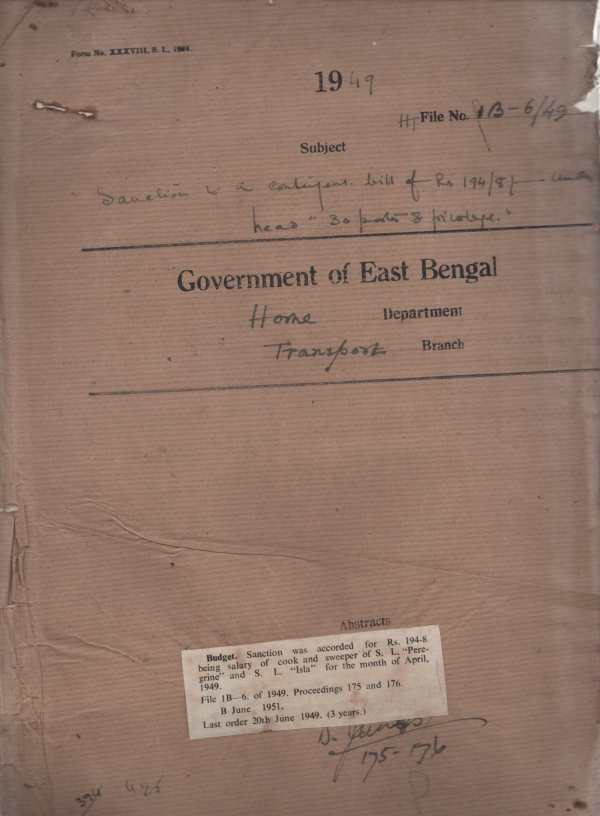 Form No. XXXVIII, S. I., 1964.
1949
HT File No. 1B-6/49
Subject
Sanction to a contingent bill of Rs 194/8/-
head "30 ports & pilotage."
Government of East Bengal
Home Department
Transport Branch
Abstracts
Budget. Sanction was accorded for Rs. 194-8
being salary of cook and sweeper of S. L. "Pere-
grine" and S. L. "Isla" for the month of April,
1949.
File 1B—6. of 1949. Proceedings 175 and 176.
B June 1951.
Last order 20th June 1949. (3 years.)
175-176